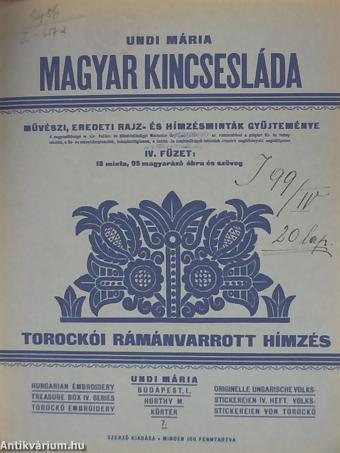 1986
UNDI MÁRIA
MAGYAR KINCSESLÁDA
MŰVÉSZI, EREDETI RAJZ- ÉS HÍMZÉSMINTÁK GYŰJTEMÉNYE
IV. FÜZET:
18 minta, 95 magyarázó ábra és szöveg
I 99/IV
20 lap.
TOROCKÓI RÁMÁNVARROTT HÍMZÉS
HUNGARIAN EMBROIDERY
TREASURE BOX IV. SERIES
TOROCKÓ EMBROIDERY
UNDI MÁRIA
BUDAPEST, I.
HORTHY M.
KÖRTÉR
7.
ORIGINELLE UNGARISCHE VOLKS-
STICKEREIEN IV. HEFT. VOLKS-
STICKEREIEN VON TOROCKÓ
SZERZŐ KIADÁSA • MINDEN JOG FENNTARTVA
Antikvárium.hu